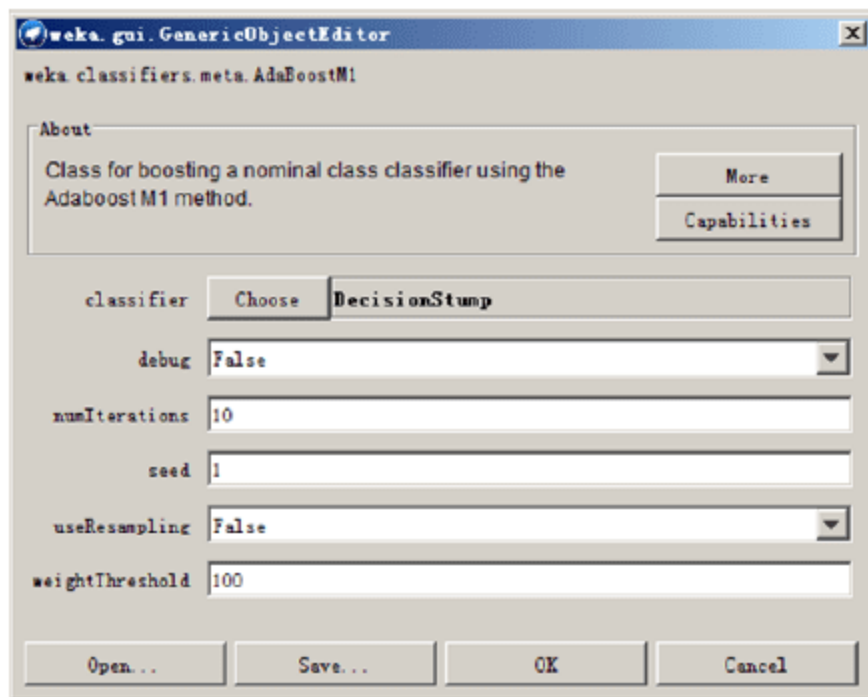 weka.gui.GenericObjectEditor
weka.classifiers.meta.AdaBoostM1
About
Class for boosting a nominal class classifier using the
Adaboost M1 method.
More
Capabilities
classifier Choose DecisionStump
debug False
numIterations 10
seed 1
useResampling False
weightThreshold 100
Open... Save... OK Cancel